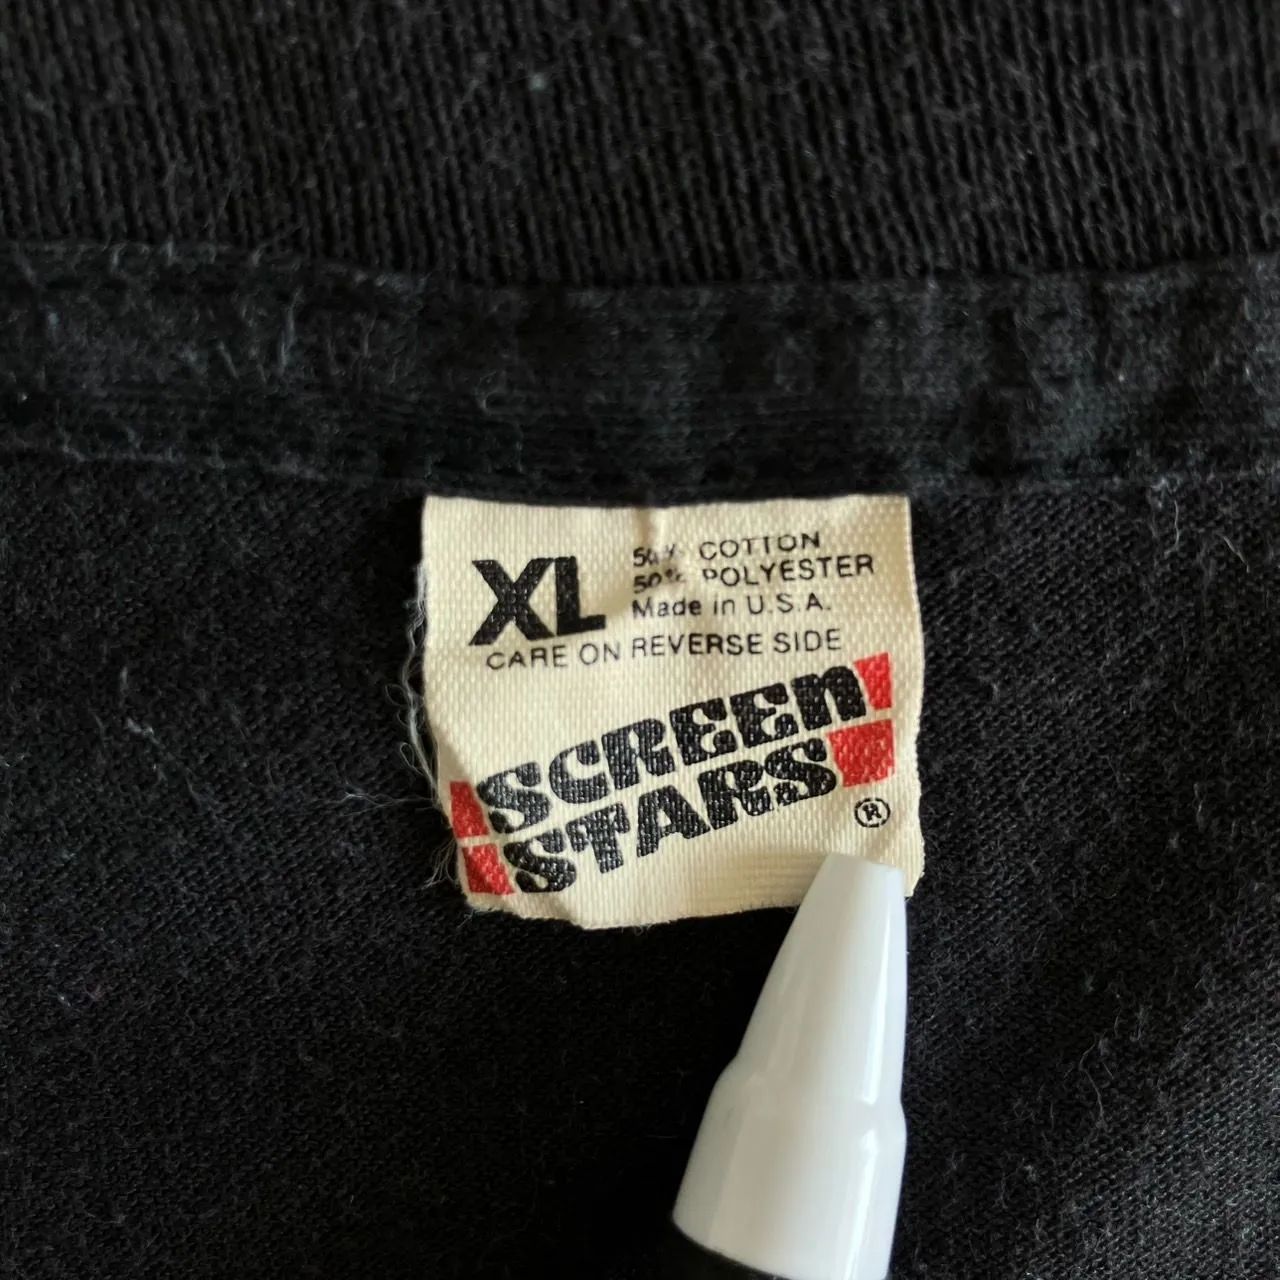 XL
50% COTTON
50% POLYESTER
Made in U.S.A.
CARE ON REVERSE SIDE
SCREEN
STARS
®